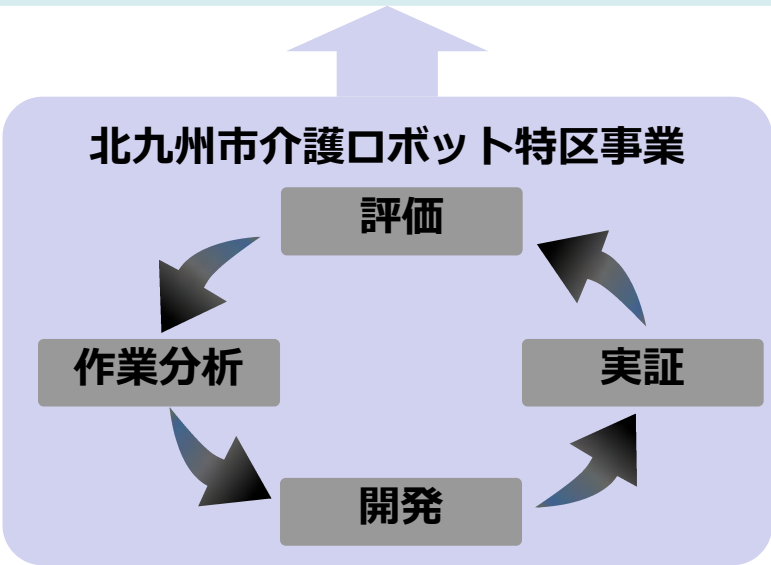 北九州市介護ロボット特区事業
評価
作業分析
実証
開発